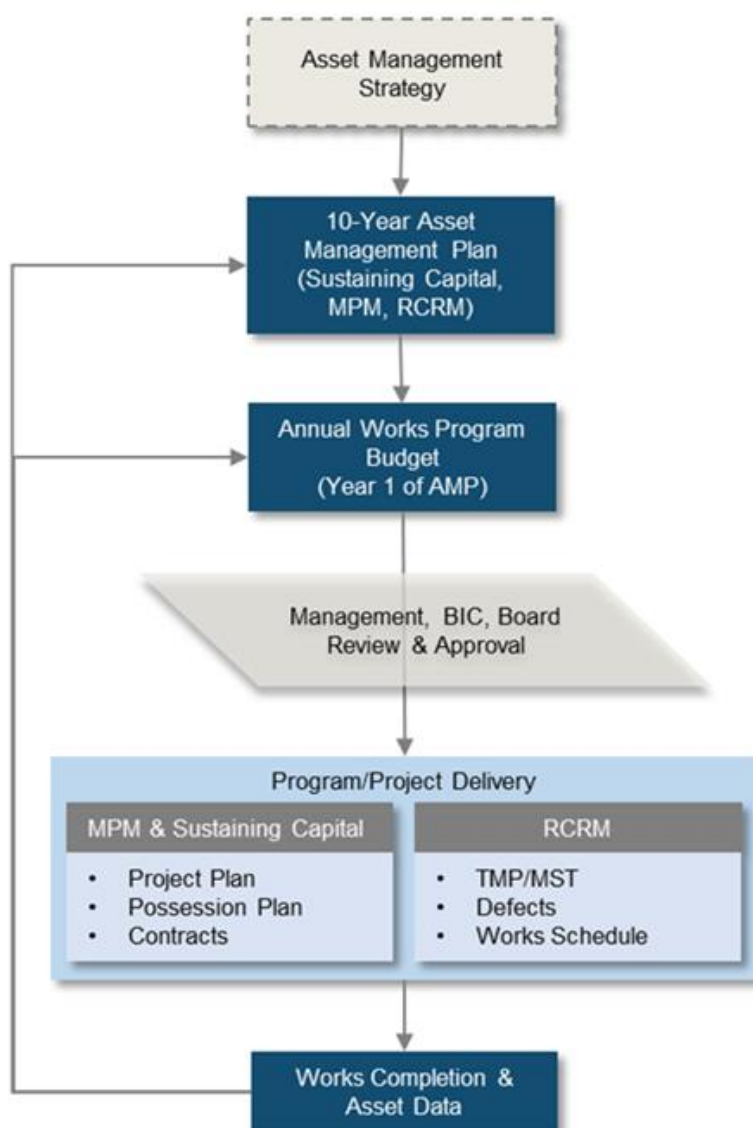 Asset Management
Strategy
10-Year Asset
Management Plan
(Sustaining Capital,
MPM, RCRM)
Annual Works Program
Budget
(Year 1 of AMP)
Management, BIC, Board
Review & Approval
Program/Project Delivery
MPM & Sustaining Capital
• Project Plan
• Possession Plan
• Contracts
RCRM
• TMP/MST
• Defects
• Works Schedule
Works Completion &
Asset Data